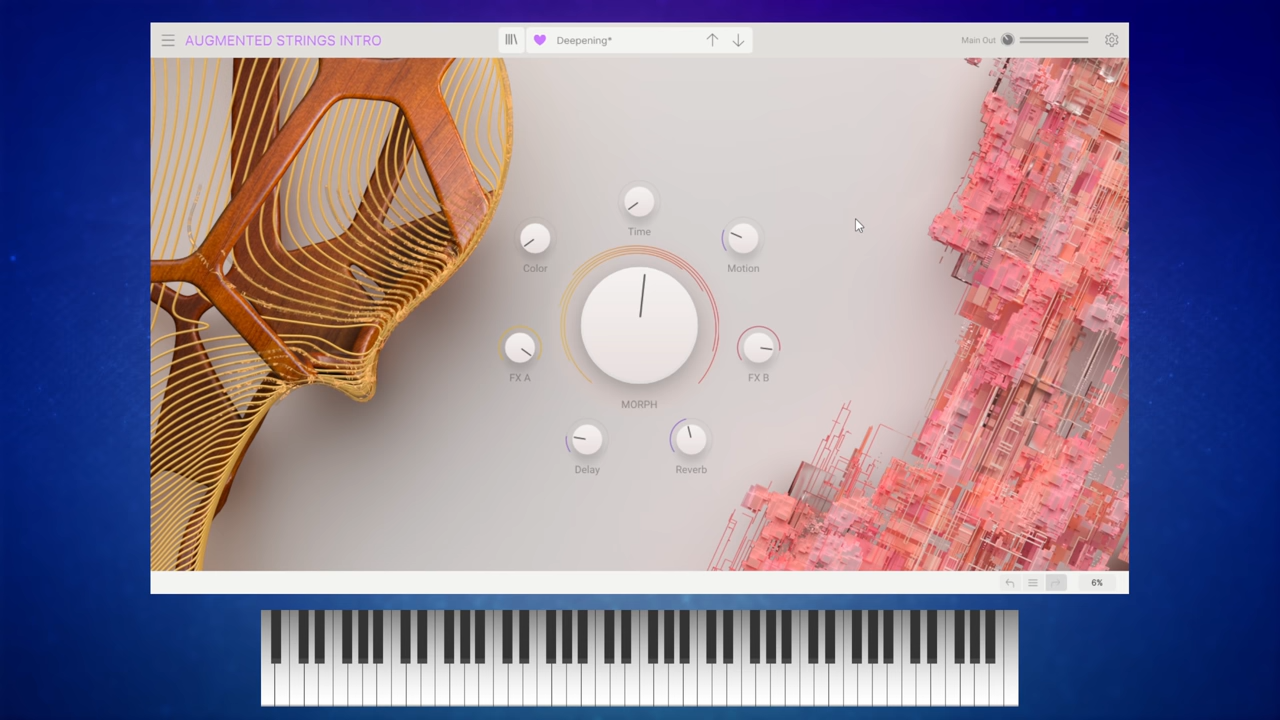 AUGMENTED STRINGS INTRO
Deepening*
Main Out
Time
Color
Motion
FX A
FX B
MORPH
Delay
Reverb
6%